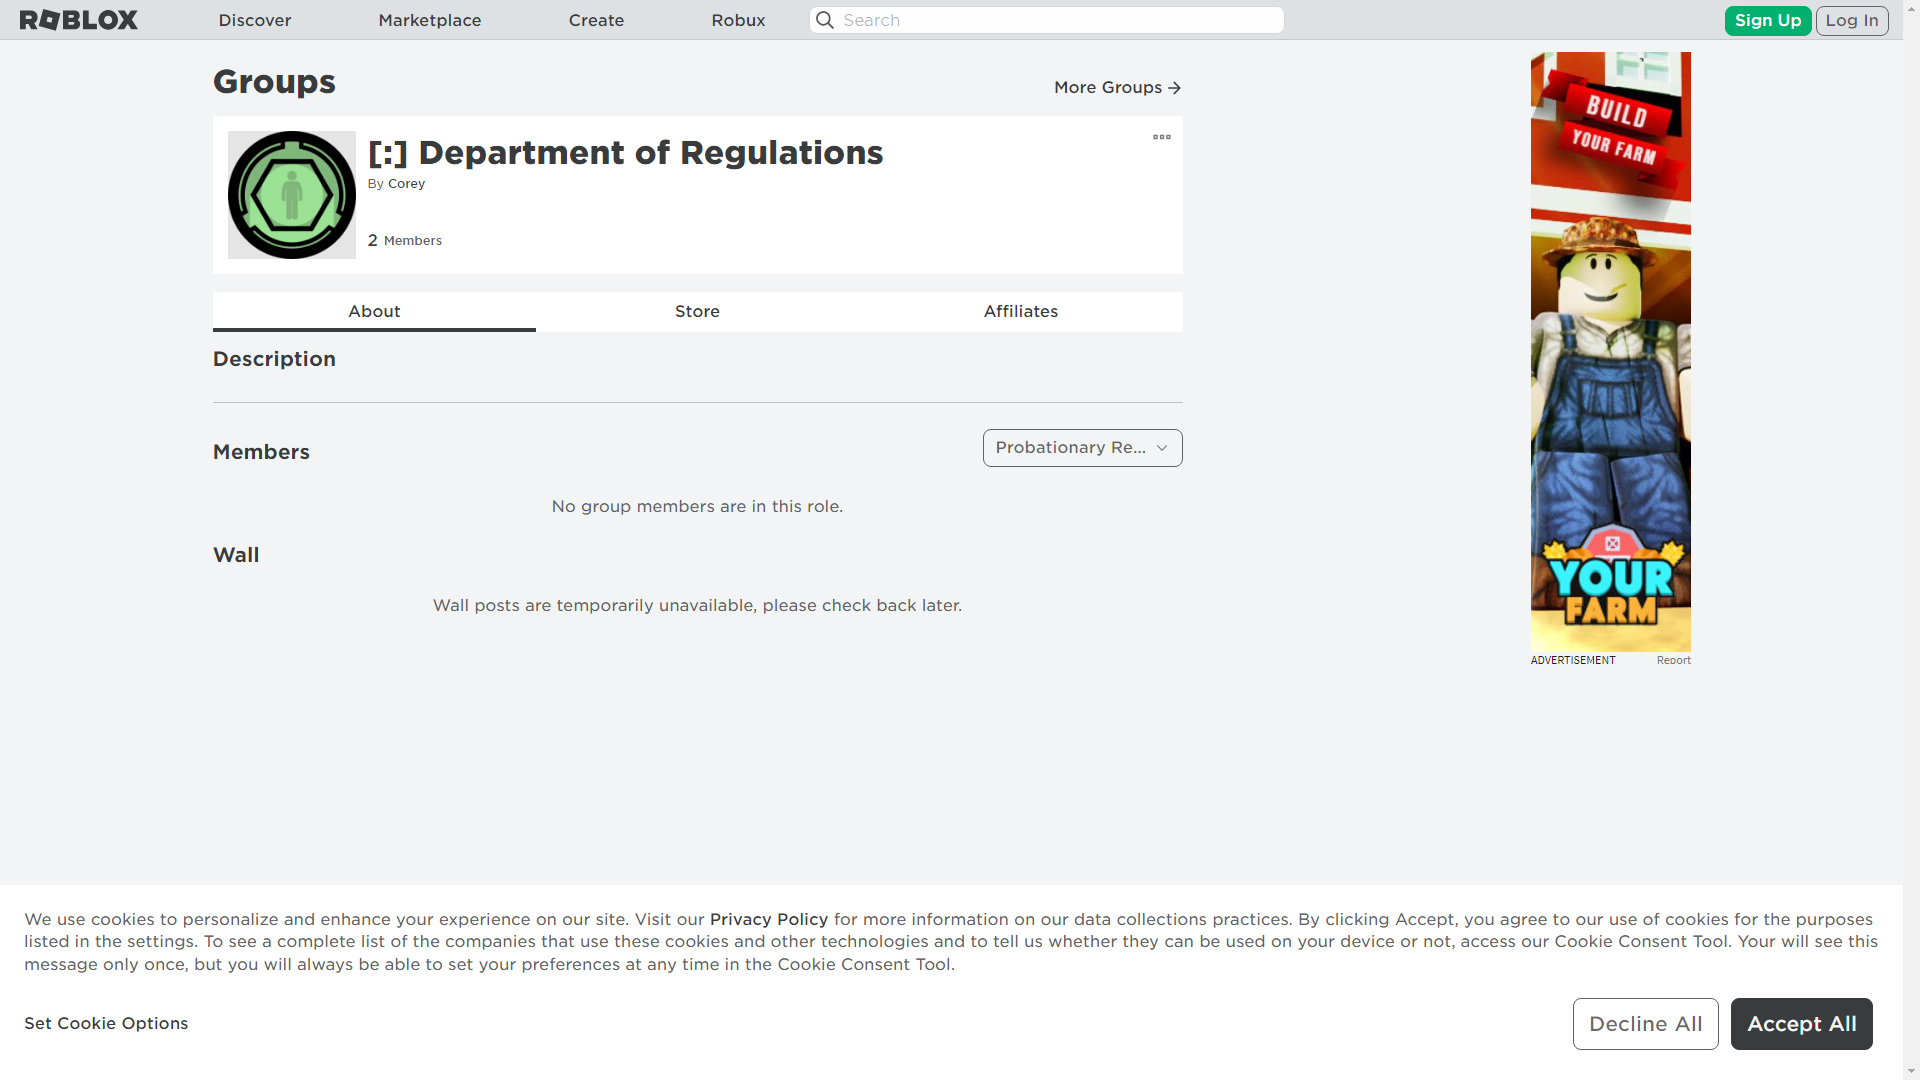 ROBLOX
Discover
Marketplace
Create
Robux
Search
Sign Up
Log In
Groups
More Groups
[:] Department of Regulations
By Corey
2 Members
About
Store
Affiliates
Description
Members
Probationary Re...
No group members are in this role.
Wall
Wall posts are temporarily unavailable, please check back later.
BUILD
YOUR FARM
YOUR
FARM
ADVERTISEMENT
Report
We use cookies to personalize and enhance your experience on our site. Visit our Privacy Policy for more information on our data collections practices. By clicking Accept, you agree to our use of cookies for the purposes
listed in the settings. To see a complete list of the companies that use these cookies and other technologies and to tell us whether they can be used on your device or not, access our Cookie Consent Tool. Your will see this
message only once, but you will always be able to set your preferences at any time in the Cookie Consent Tool.
Set Cookie Options
Decline All
Accept All